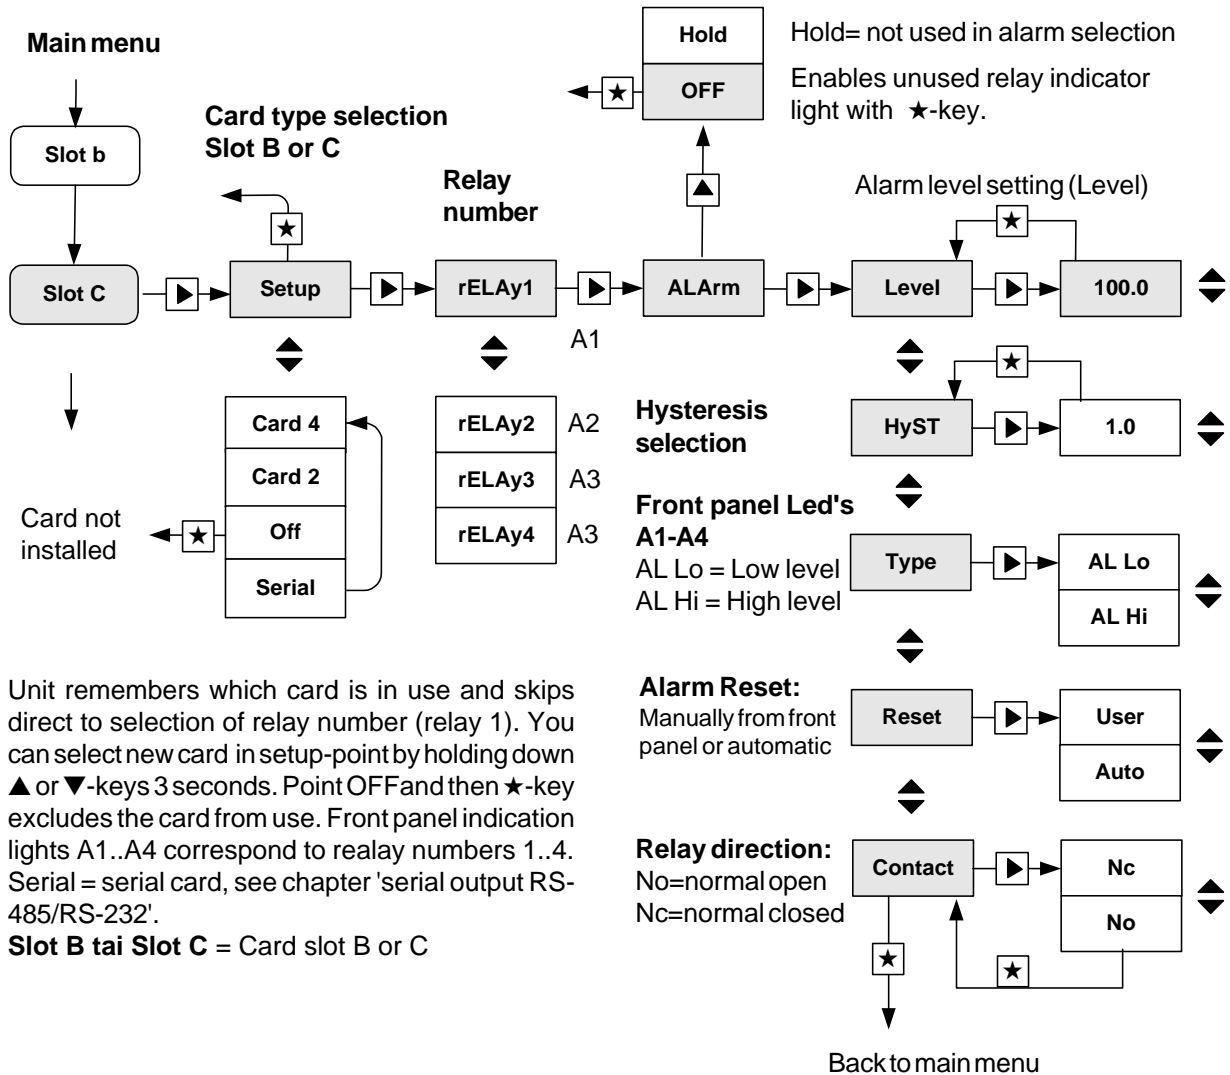 Main menu
Slot b
Slot C
Card not
installed
Card type selection
Slot B or C
Setup
Card 4
Card 2
Off
Serial
Relay
number
rELAy1
A1
rELAy2 A2
rELAy3 A3
rELAy4 A3
Hold
OFF
Hold= not used in alarm selection
Enables unused relay indicator
light with ★-key.
ALArm
Alarm level setting (Level)
Level
100.0
Hysteresis
selection
HyST
1.0
Front panel Led's
A1-A4
AL Lo = Low level
AL Hi = High level
Type
AL Lo
AL Hi
Alarm Reset:
Manually from front
panel or automatic
Reset
User
Auto
Relay direction:
No=normal open
Nc=normal closed
Contact
Nc
No
Back to main menu
Unit remembers which card is in use and skips
direct to selection of relay number (relay 1). You
can select new card in setup-point by holding down
▲ or ▼-keys 3 seconds. Point OFF and then ★-key
excludes the card from use. Front panel indication
lights A1..A4 correspond to realay numbers 1..4.
Serial = serial card, see chapter 'serial output RS-
485/RS-232'.
Slot B tai Slot C = Card slot B or C